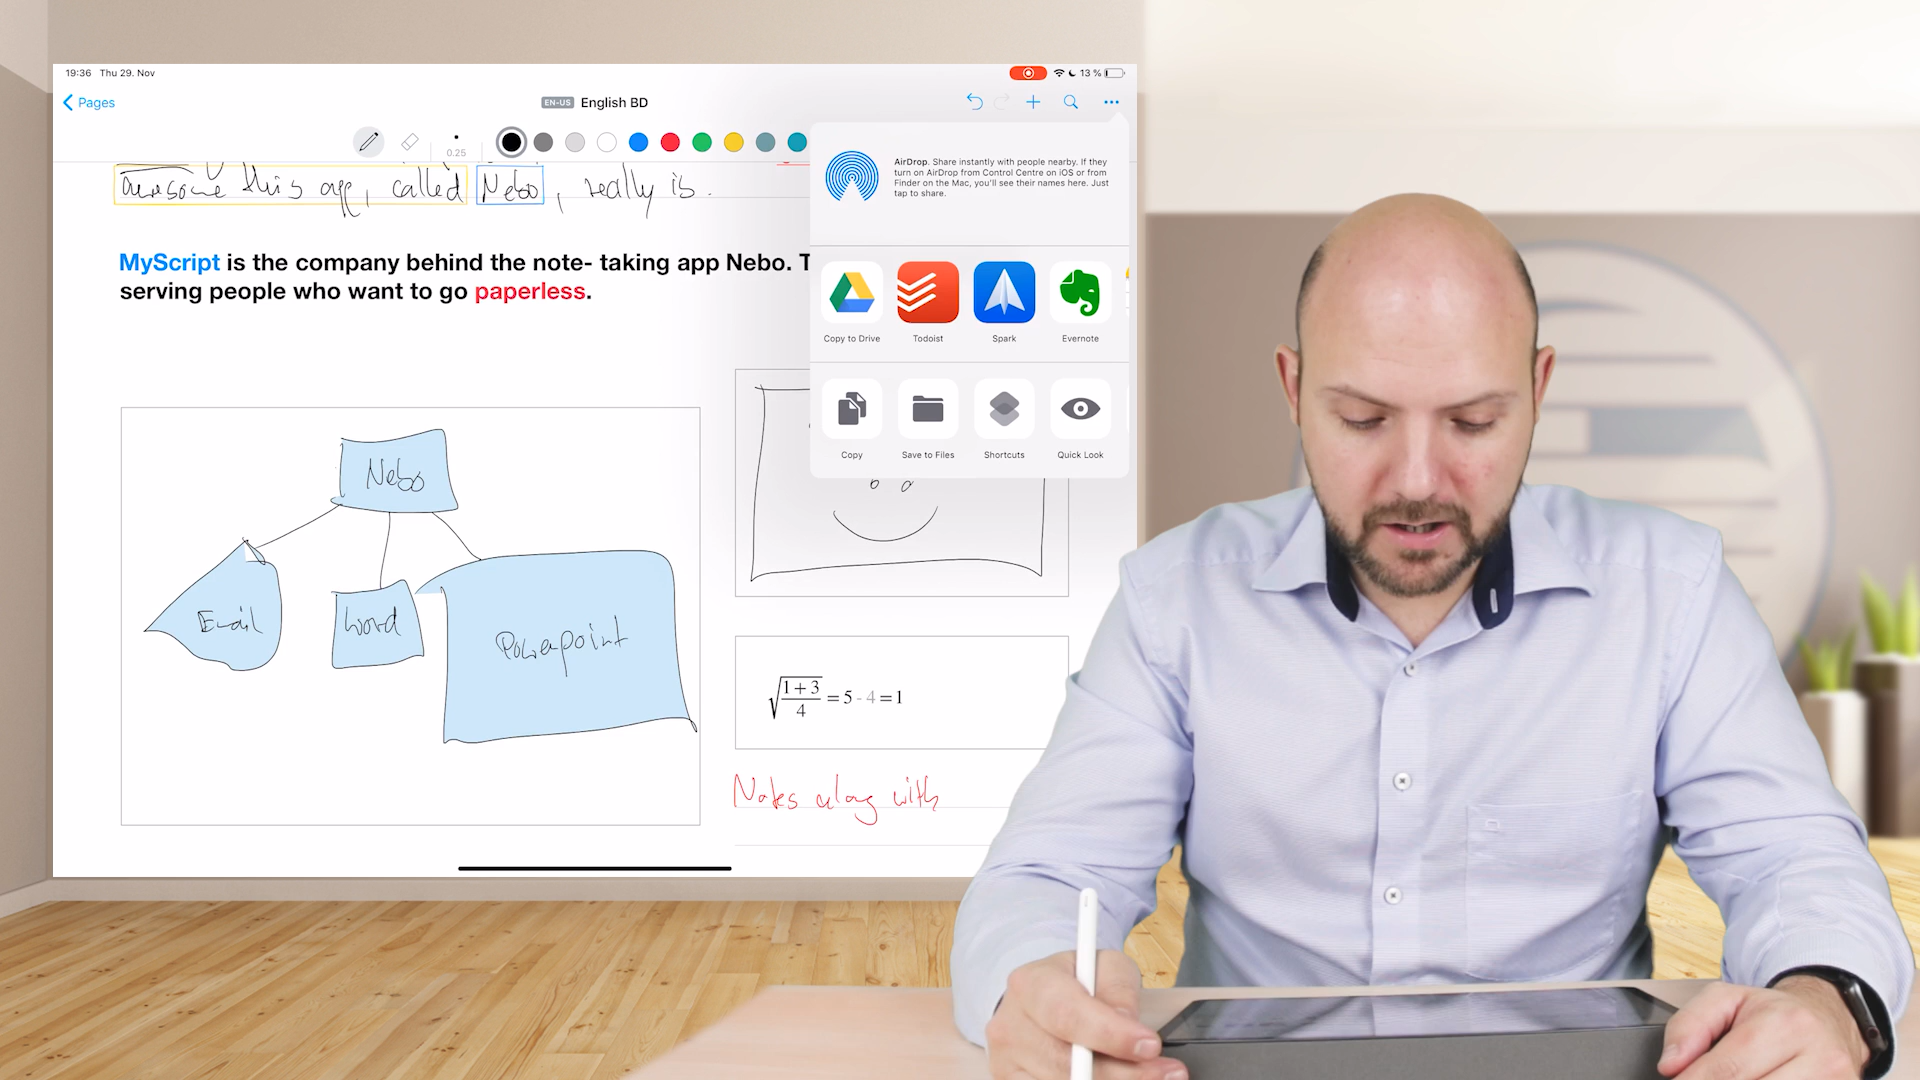 19:36 Thu 29. Nov
13 %
Pages
EN-US English BD
0.25
awesome this app, called Nebo, really is.
MyScript is the company behind the note- taking app Nebo. T
serving people who want to go paperless.
AirDrop. Share instantly with people nearby. If they
turn on AirDrop from Control Centre on iOS or from
Finder on the Mac, you'll see their names here. Just
tap to share.
Copy to Drive
Todoist
Spark
Evernote
Copy
Save to Files
Shortcuts
Quick Look
Nebo
Email
Word
Powerpoint
√(1+3)/4 = 5 - 4 = 1
Notes along with